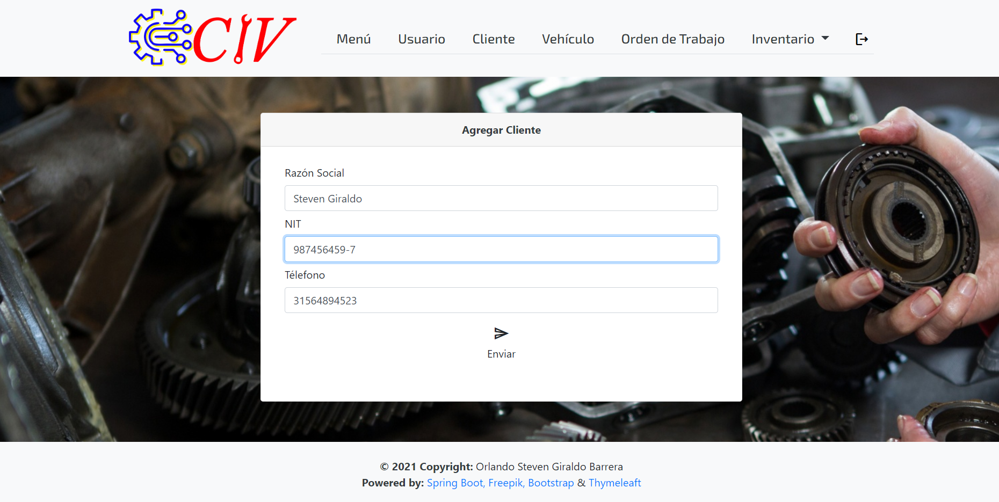 CIV
Menú Usuario Cliente Vehículo Orden de Trabajo Inventario
Agregar Cliente
Razón Social
Steven Giraldo
NIT
987456459-7
Télefono
31564894523
Enviar
© 2021 Copyright: Orlando Steven Giraldo Barrera
Powered by: Spring Boot, Freepik, Bootstrap & Thymeleaft